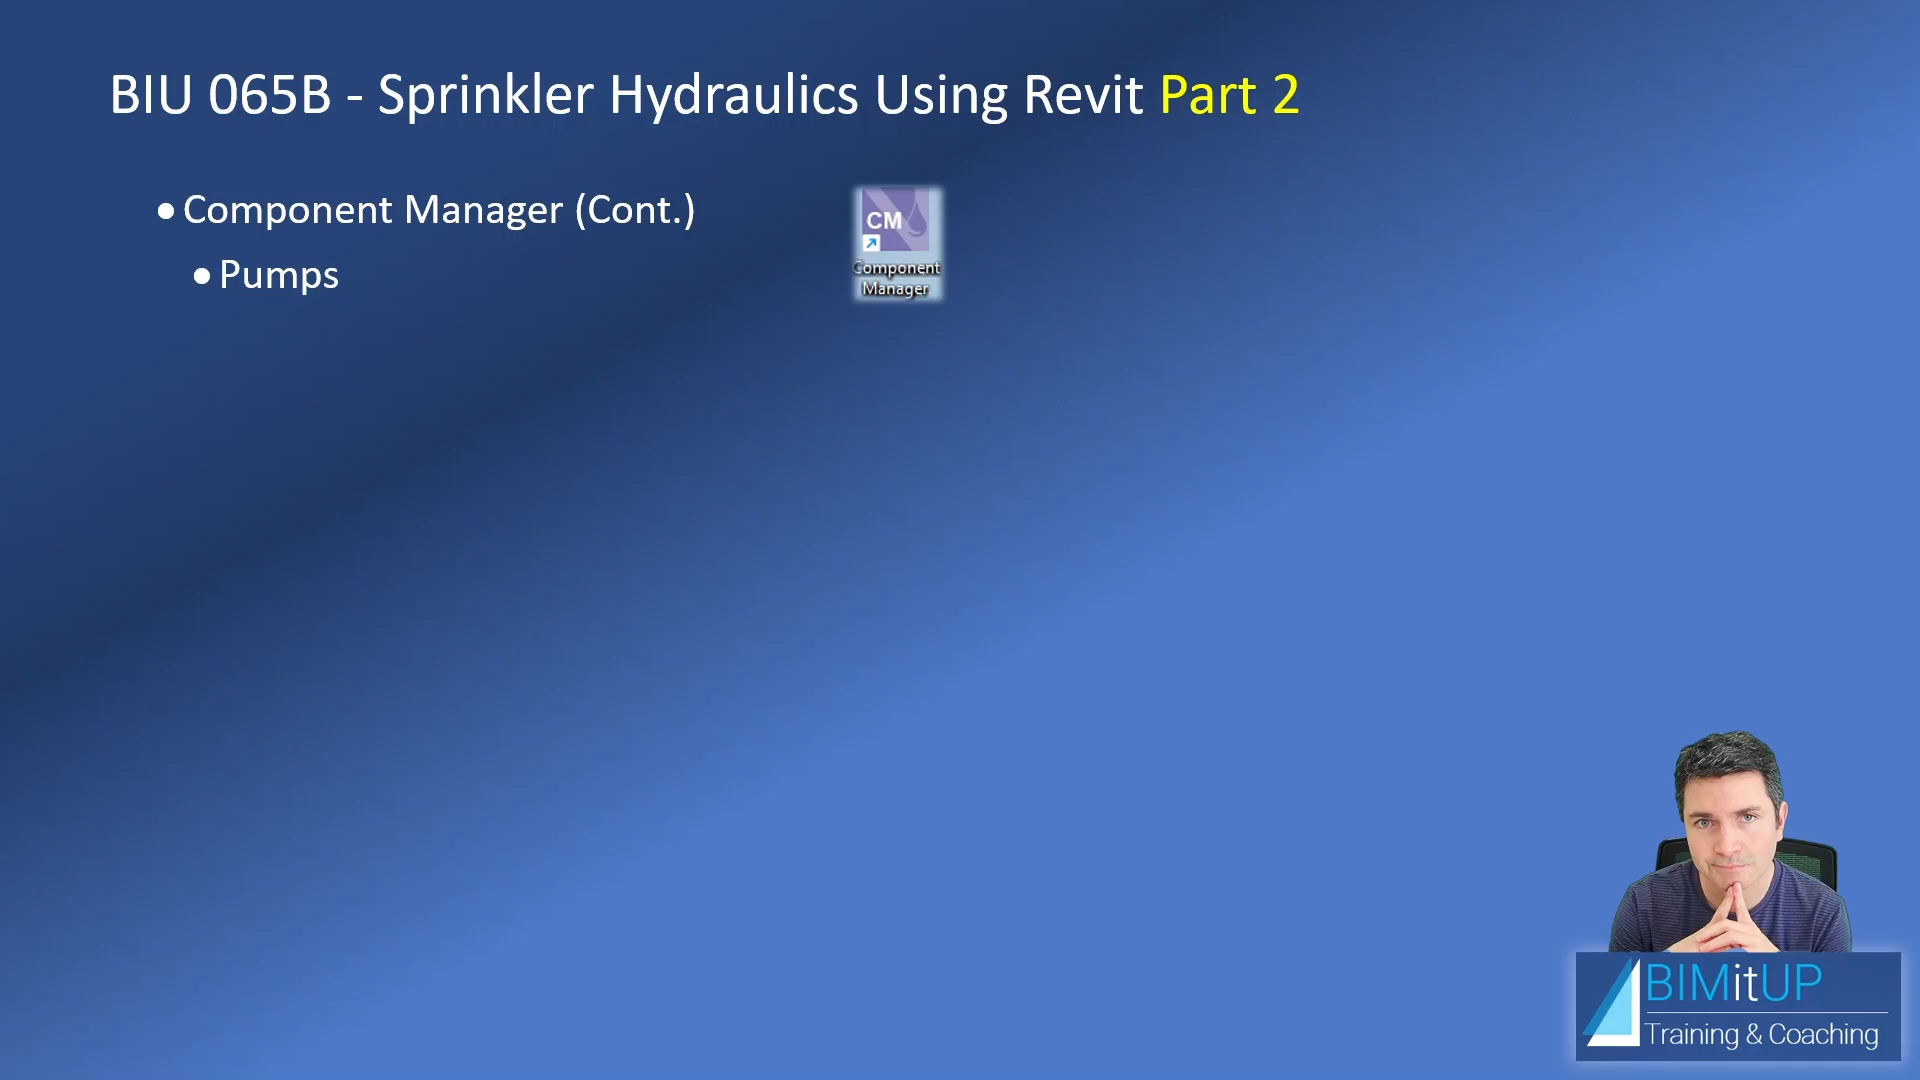 BIU 065B - Sprinkler Hydraulics Using Revit Part 2
• Component Manager (Cont.)
• Pumps
CM
Component
Manager
BIMitUP
Training & Coaching